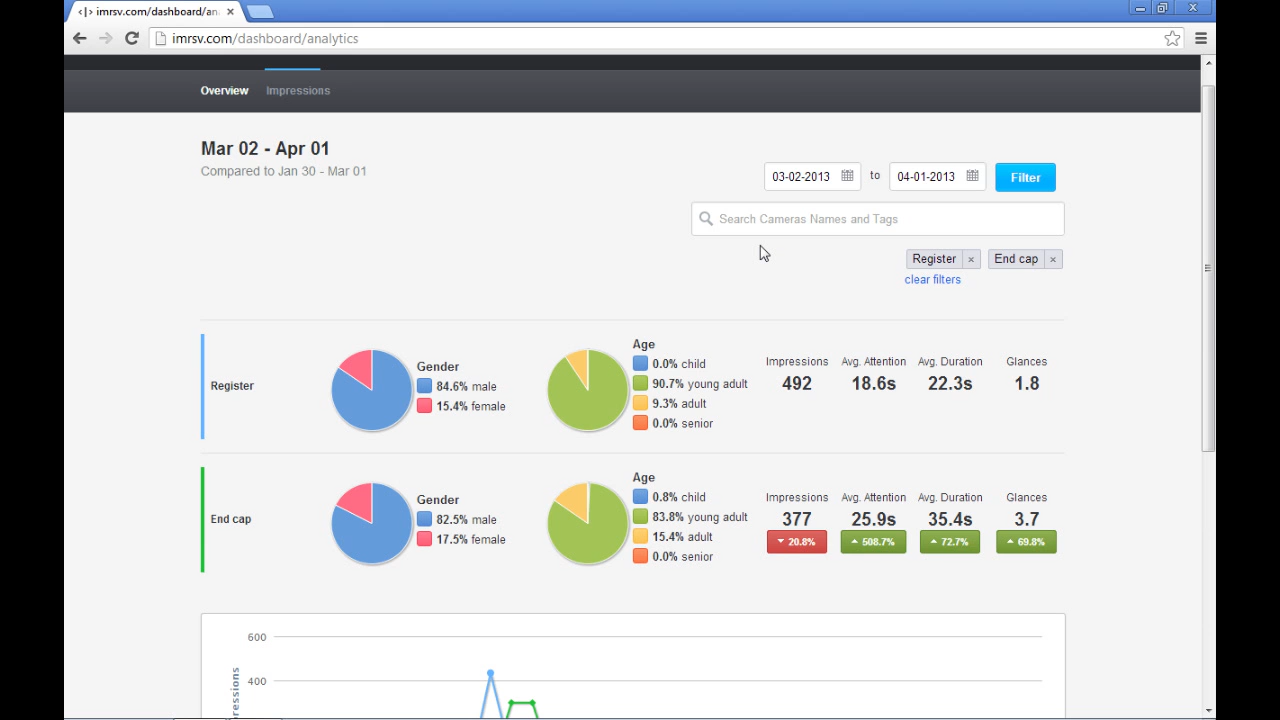 imrsv.com/dashboard/an
imrsv.com/dashboard/analytics
Overview Impressions
Mar 02 - Apr 01
Compared to Jan 30 - Mar 01
03-02-2013 to 04-01-2013 Filter
Search Cameras Names and Tags
Register × End cap ×
clear filters
Register
Gender
84.6% male
15.4% female
Age
0.0% child
90.7% young adult
9.3% adult
0.0% senior
Impressions Avg. Attention Avg. Duration Glances
492 18.6s 22.3s 1.8
End cap
Gender
82.5% male
17.5% female
Age
0.8% child
83.8% young adult
15.4% adult
0.0% senior
Impressions Avg. Attention Avg. Duration Glances
377 25.9s 35.4s 3.7
20.8% 508.7% 72.7% 69.8%
600
400